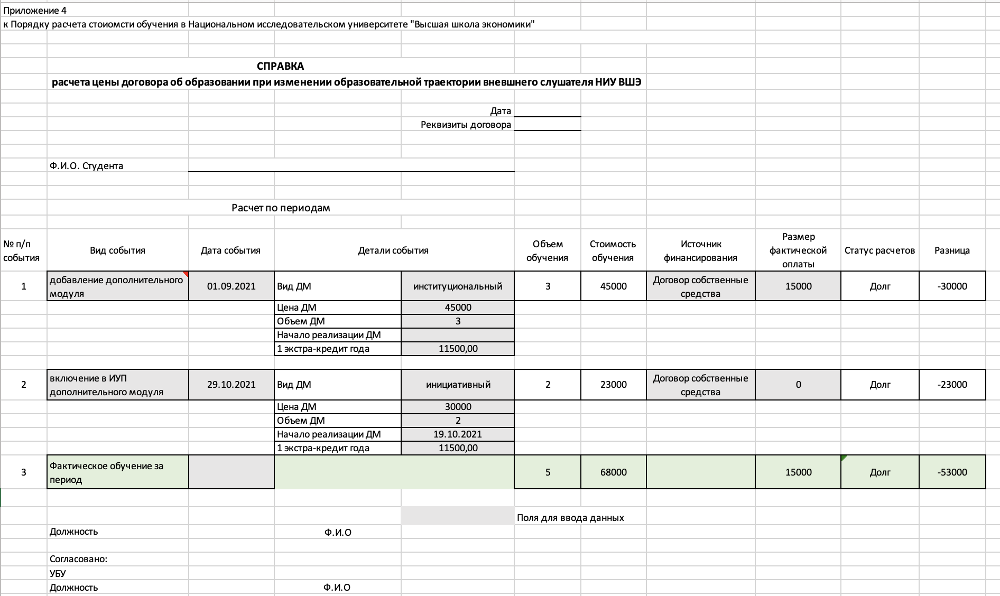 Приложение 4
к Порядку расчета стоиомсти обучения в Национальном исследовательском университете "Высшая школа экономики"
СПРАВКА
расчета цены договора об образовании при изменении образовательной траектории вневшнего слушателя НИУ ВШЭ
Дата
Реквизиты договора
Ф.И.О. Студента
Расчет по периодам
№ п/п
события
Вид события
Дата события
Детали события
Объем
обучения
Стоимость
обучения
Источник
финансирования
Размер
фактической
оплаты
Статус расчетов
Разница
1
добавление дополнительного
модуля
01.09.2021
Вид ДМ
институциональный
3
45000
Договор собственные
средства
15000
Долг
-30000
Цена ДМ
45000
Объем ДМ
3
Начало реализации ДМ
1 экстра-кредит года
11500,00
2
включение в ИУП
дополнительного модуля
29.10.2021
Вид ДМ
инициативный
2
23000
Договор собственные
средства
0
Долг
-23000
Цена ДМ
30000
Объем ДМ
2
Начало реализации ДМ
19.10.2021
1 экстра-кредит года
11500,00
3
Фактическое обучение за
период
5
68000
15000
Долг
-53000
Поля для ввода данных
Должность
Ф.И.О
Согласовано:
УБУ
Должность
Ф.И.О